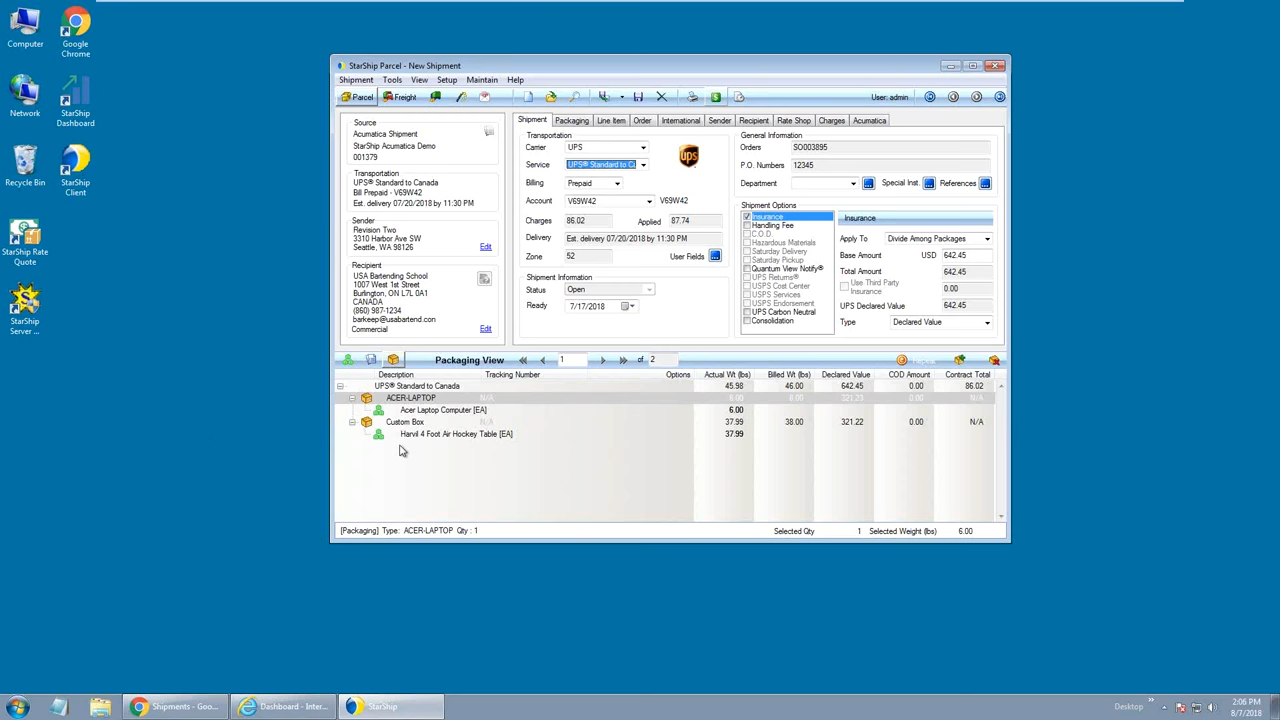 Computer
Google Chrome
Network
StarShip Dashboard
Recycle Bin
StarShip Client
StarShip Rate Quote
StarShip Server ...
StarShip Parcel - New Shipment
Shipment Tools View Setup Maintain Help
Parcel Freight User: admin
Source
Acumatica Shipment
StarShip Acumatica Demo
001379
Transportation
UPS® Standard to Canada
Bill Prepaid - V69W42
Est. delivery 07/20/2018 by 11:30 PM
Sender
Revision Two
3310 Harbor Ave SW
Seattle, WA 98126 Edit
Recipient
USA Bartending School
1007 West 1st Street
Burlington, ON L7L 0A1
CANADA
(860) 987-1234
barkeep@usabartend.com
Commercial Edit
Shipment Packaging Line Item Order International Sender Recipient Rate Shop Charges Acumatica
Transportation
Carrier UPS
ups
Service UPS® Standard to Ca
Billing Prepaid
Account V69W42 V69W42
Charges 86.02 Applied 87.74
Delivery Est. delivery 07/20/2018 by 11:30 PM
Zone 52 User Fields
Shipment Information
Status Open
Ready 7/17/2018
General Information
Orders SO003895
P.O. Numbers 12345
Department Special Inst. References
Shipment Options
Insurance
Handling Fee
C.O.D.
Hazardous Materials
Saturday Delivery
Saturday Pickup
Quantum View Notify®
UPS Returns®
USPS Cost Center
UPS Services
USPS Endorsement
UPS Carbon Neutral
Consolidation
Insurance
Apply To Divide Among Packages
Base Amount USD 642.45
Total Amount 642.45
Use Third Party Insurance 0.00
UPS Declared Value 642.45
Type Declared Value
Packaging View 1 of 2
Description Tracking Number Options Actual Wt (lbs) Billed Wt (lbs) Declared Value COD Amount Contract Total
UPS® Standard to Canada 45.98 46.00 642.45 0.00 86.02
ACER-LAPTOP N/A 8.00 321.23 0.00 N/A
Acer Laptop Computer [EA] 6.00
Custom Box N/A 37.99 38.00 321.22 0.00 N/A
Harvil 4 Foot Air Hockey Table [EA] 37.99
[Packaging] Type: ACER-LAPTOP Qty : 1 Selected Qty 1 Selected Weight (lbs) 6.00
Shipments - Goo... Dashboard - Inter... StarShip Desktop » 2:06 PM
8/7/2018